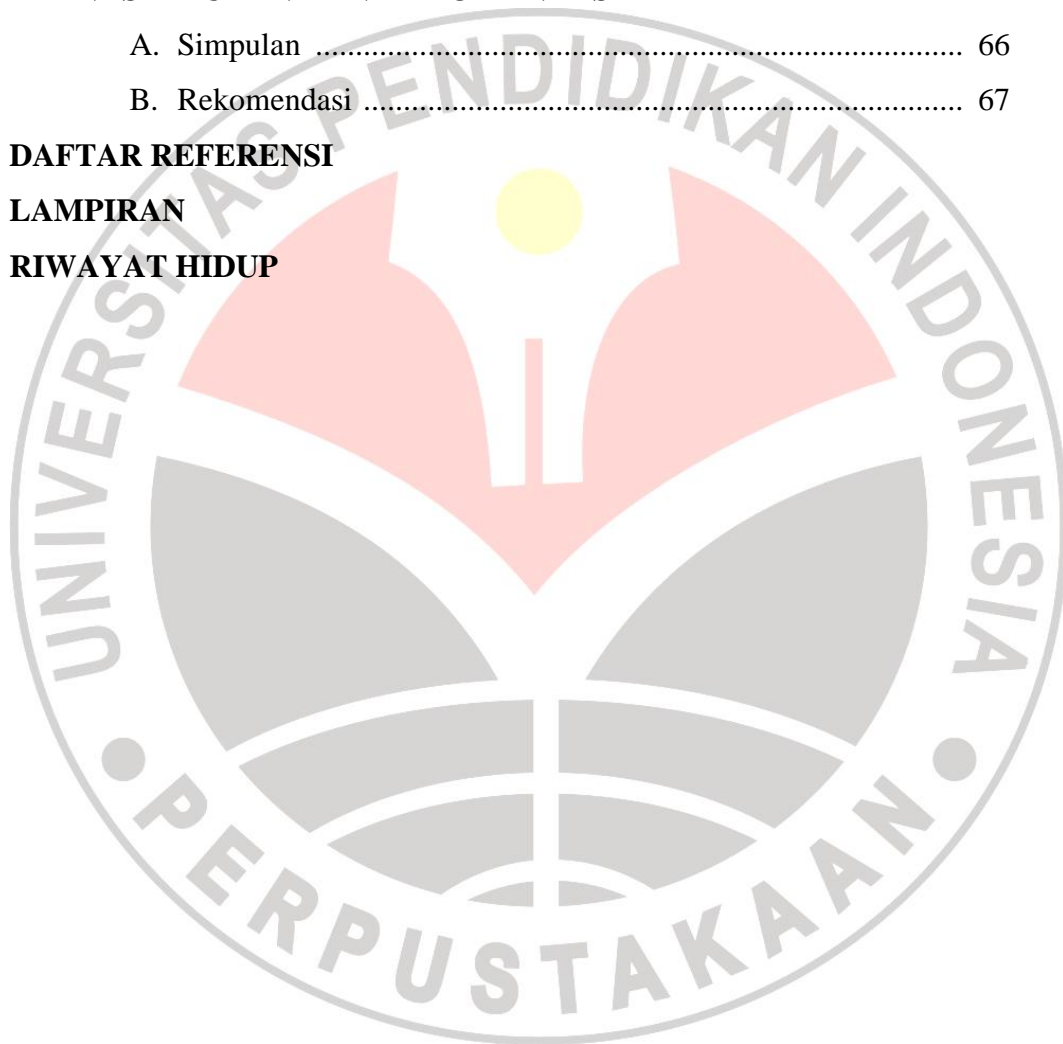 A. Simpulan ................................................................................. 66
B. Rekomendasi ........................................................................... 67
DAFTAR REFERENSI
LAMPIRAN
RIWAYAT HIDUP
UNIVERSITAS PENDIDIKAN INDONESIA
PERPUSTAKAAN